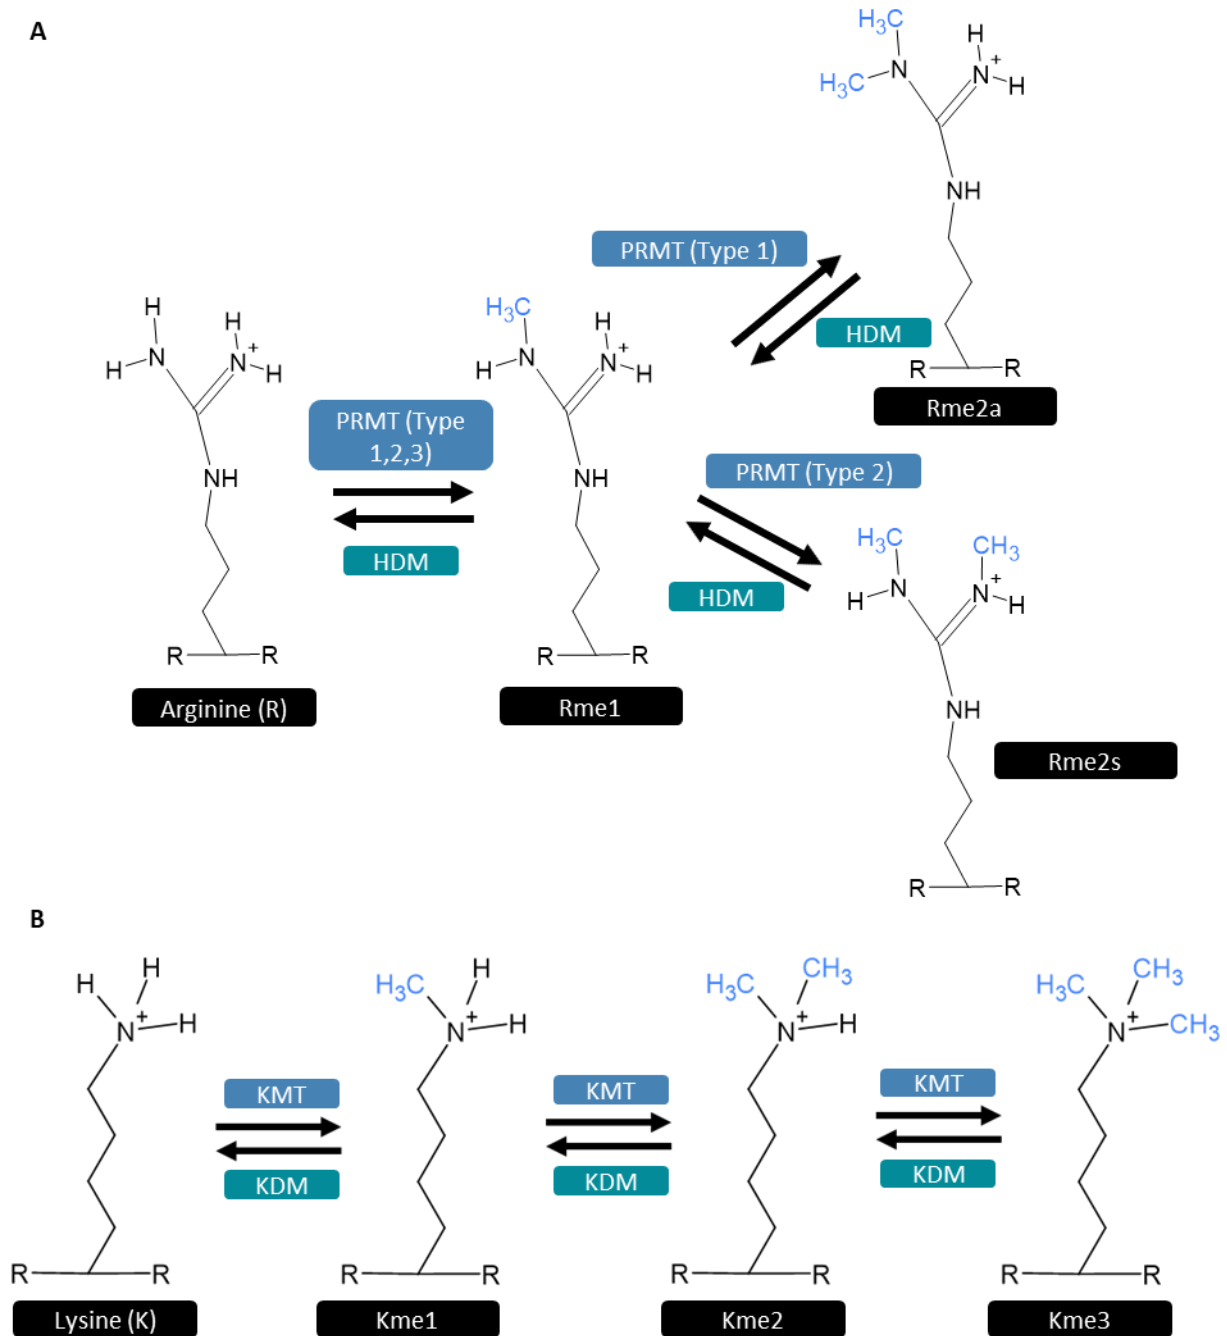 A
H₃C
H
H₃C
N
N⁺
H
NH
PRMT (Type 1)
HDM
R R
Rme2a
H
H
H
N
N⁺
H
NH
R R
Arginine (R)
PRMT (Type
1,2,3)
HDM
H₃C
H
H
N
N⁺
H
NH
R R
Rme1
PRMT (Type 2)
HDM
H₃C
CH₃
H
N
N⁺
H
NH
Rme2s
R R
B
H
H
N⁺
H
R R
Lysine (K)
KMT
KDM
H₃C
H
N⁺
H
R R
Kme1
KMT
KDM
H₃C
CH₃
N⁺
H
R R
Kme2
KMT
KDM
H₃C
CH₃
N⁺
CH₃
R R
Kme3